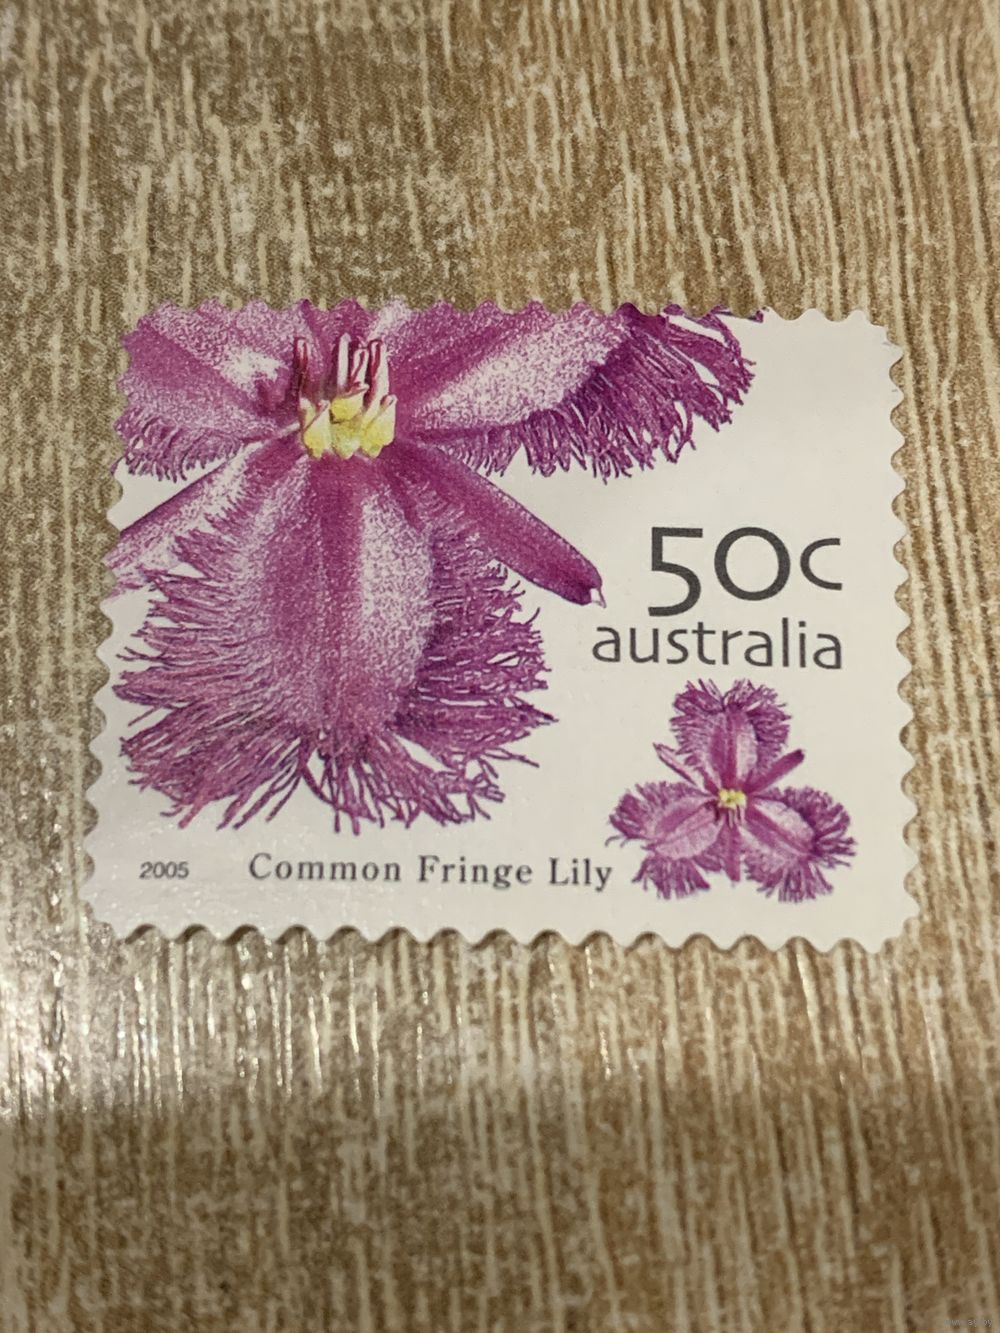 50c
australia
2005
Common Fringe Lily